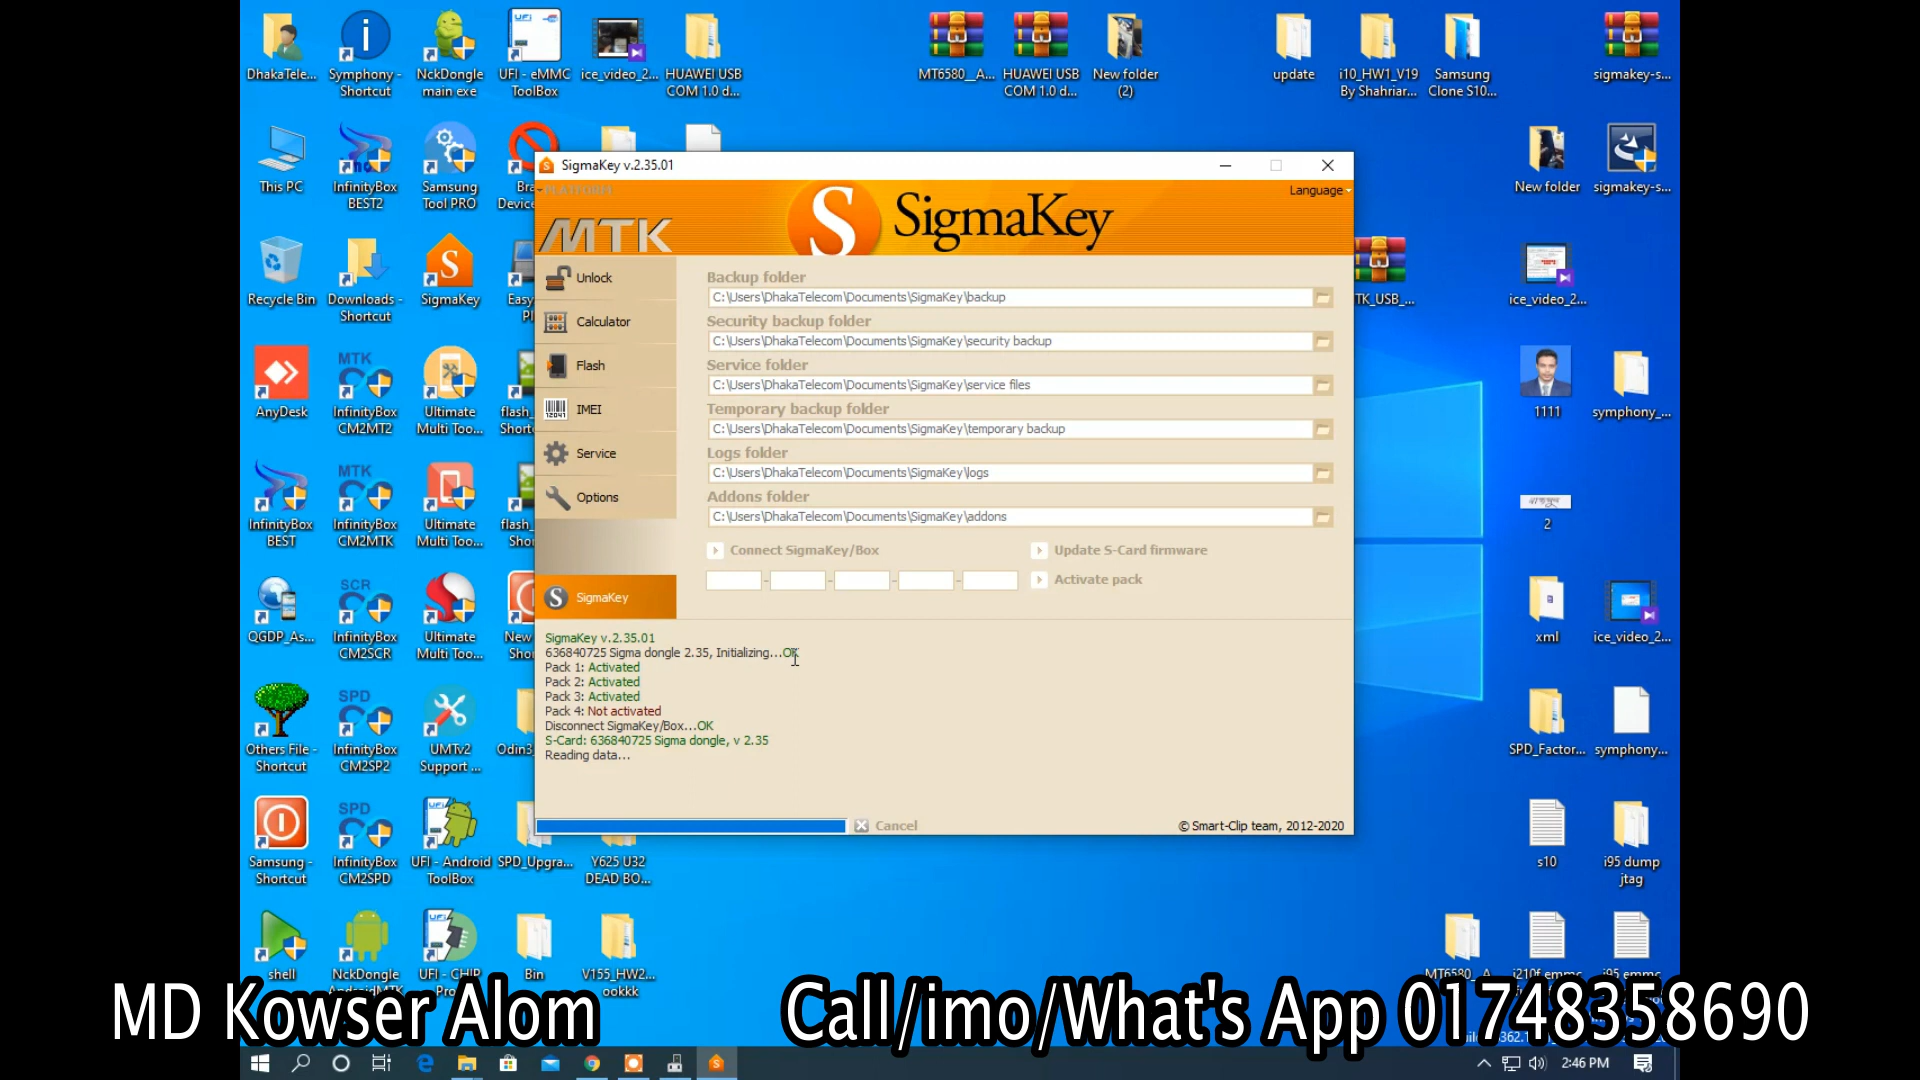 DhakaTele...
Symphony - Shortcut
NckDongle main exe
UFI - eMMC ToolBox
ice_video_2...
HUAWEI USB COM 1.0 d...
MT6580__A...
HUAWEI USB COM 1.0 d...
New folder (2)
update
i10_HW1_V19 By Shahriar...
Samsung Clone S10...
sigmakey-s...
This PC
InfinityBox BEST2
Samsung Tool PRO
New folder
sigmakey-s...
Recycle Bin
Downloads - Shortcut
SigmaKey
ice_video_2...
AnyDesk
InfinityBox CM2MT2
Ultimate Multi Too...
1111
symphony_...
InfinityBox BEST
InfinityBox CM2MTK
Ultimate Multi Too...
2
QGDP_As...
InfinityBox CM2SCR
Ultimate Multi Too...
xml
ice_video_2...
Others File - Shortcut
InfinityBox CM2SP2
UMTv2 Support ...
Odin3
SPD_Factor...
symphony...
Samsung - Shortcut
InfinityBox CM2SPD
UFI - Android ToolBox
SPD_Upgra...
Y625 U32 DEAD BO...
s10
i95 dump jtag
shell
NckDongle
UFI - CHIP
Bin
V155_HW2... ookkk
SigmaKey v.2.35.01
PLATFORM
Language
MTK
S SigmaKey
Unlock
Calculator
Flash
IMEI
Service
Options
SigmaKey
Backup folder
C:\Users\DhakaTelecom\Documents\SigmaKey\backup
Security backup folder
C:\Users\DhakaTelecom\Documents\SigmaKey\security backup
Service folder
C:\Users\DhakaTelecom\Documents\SigmaKey\service files
Temporary backup folder
C:\Users\DhakaTelecom\Documents\SigmaKey\temporary backup
Logs folder
C:\Users\DhakaTelecom\Documents\SigmaKey\logs
Addons folder
C:\Users\DhakaTelecom\Documents\SigmaKey\addons
Connect SigmaKey/Box
Update S-Card firmware
Activate pack
SigmaKey v.2.35.01
636840725 Sigma dongle 2.35, Initializing...OK
Pack 1: Activated
Pack 2: Activated
Pack 3: Activated
Pack 4: Not activated
Disconnect SigmaKey/Box...OK
S-Card: 636840725 Sigma dongle, v 2.35
Reading data...
Cancel
© Smart-Clip team, 2012-2020
MD Kowser Alom
Call/imo/What's App 01748358690
2:46 PM